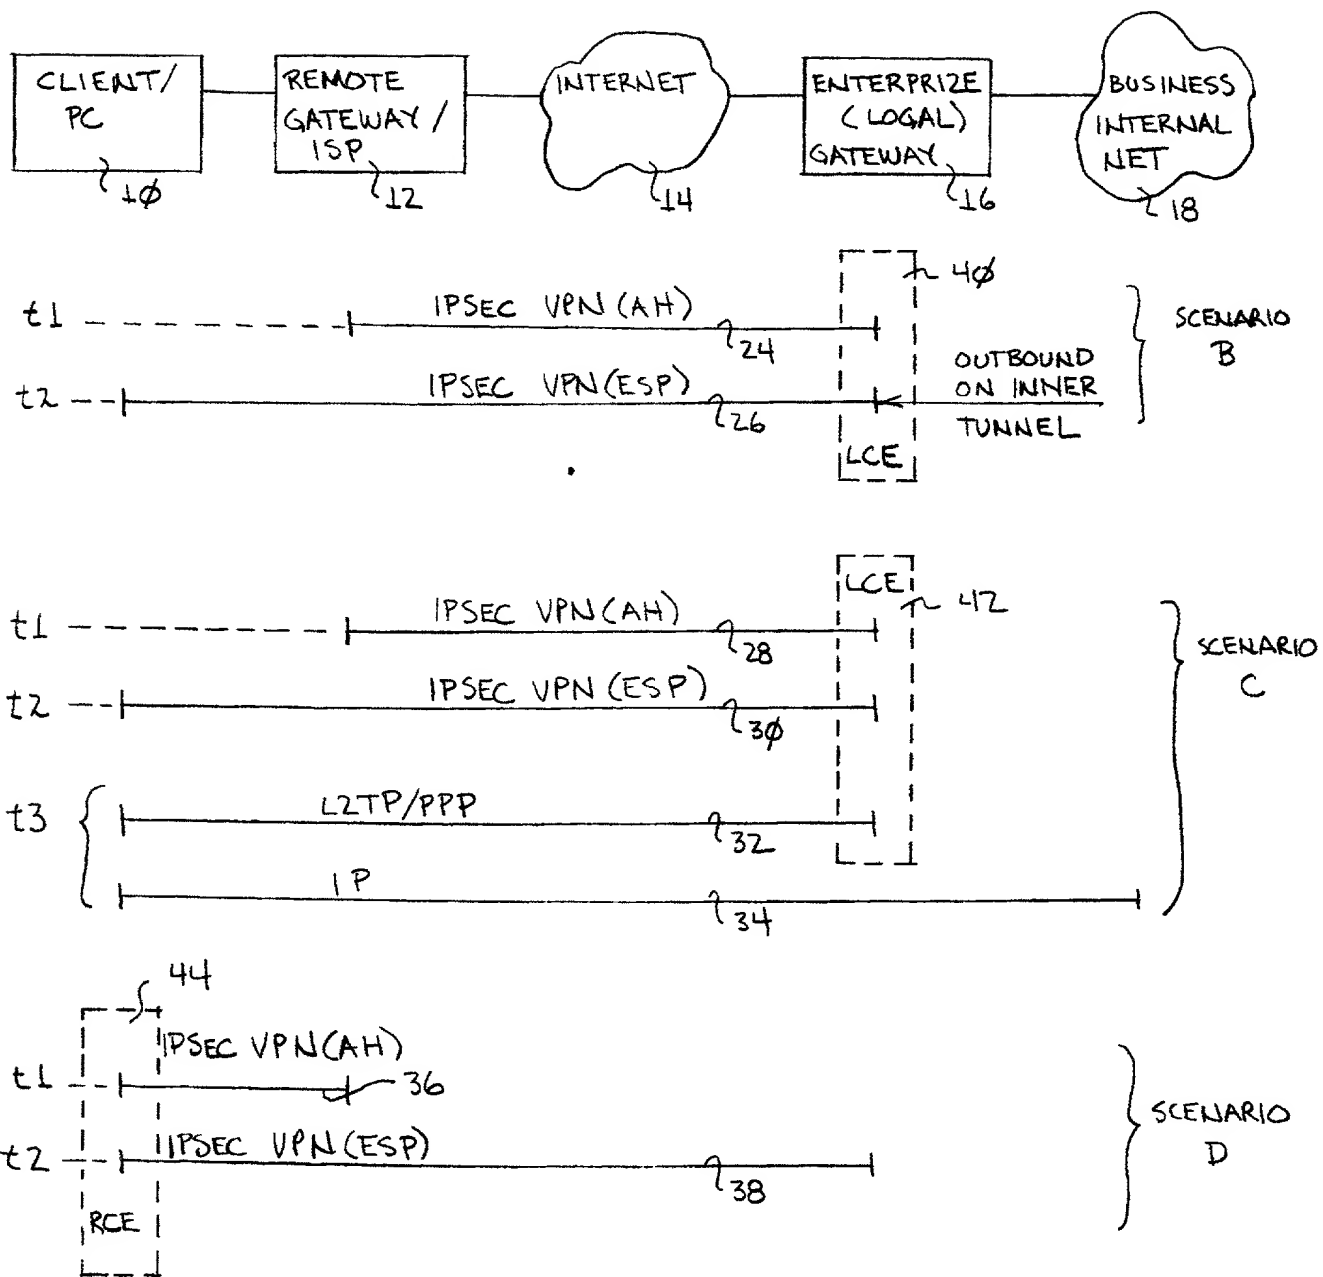 CLIENT/
PC
10
REMOTE
GATEWAY/
ISP
12
INTERNET
14
ENTERPRIZE
(LOGAL)
GATEWAY
16
BUSINESS
INTERNAL
NET
18
40
t1
IPSEC VPN(AH)
24
t2
IPSEC VPN(ESP)
26
OUTBOUND
ON INNER
TUNNEL
LCE
SCENARIO
B
LCE
42
t1
IPSEC VPN(AH)
28
t2
IPSEC VPN(ESP)
30
t3
L2TP/PPP
32
IP
34
SCENARIO
C
44
t1
IPSEC VPN(AH)
36
t2
IPSEC VPN(ESP)
38
RCE
SCENARIO
D